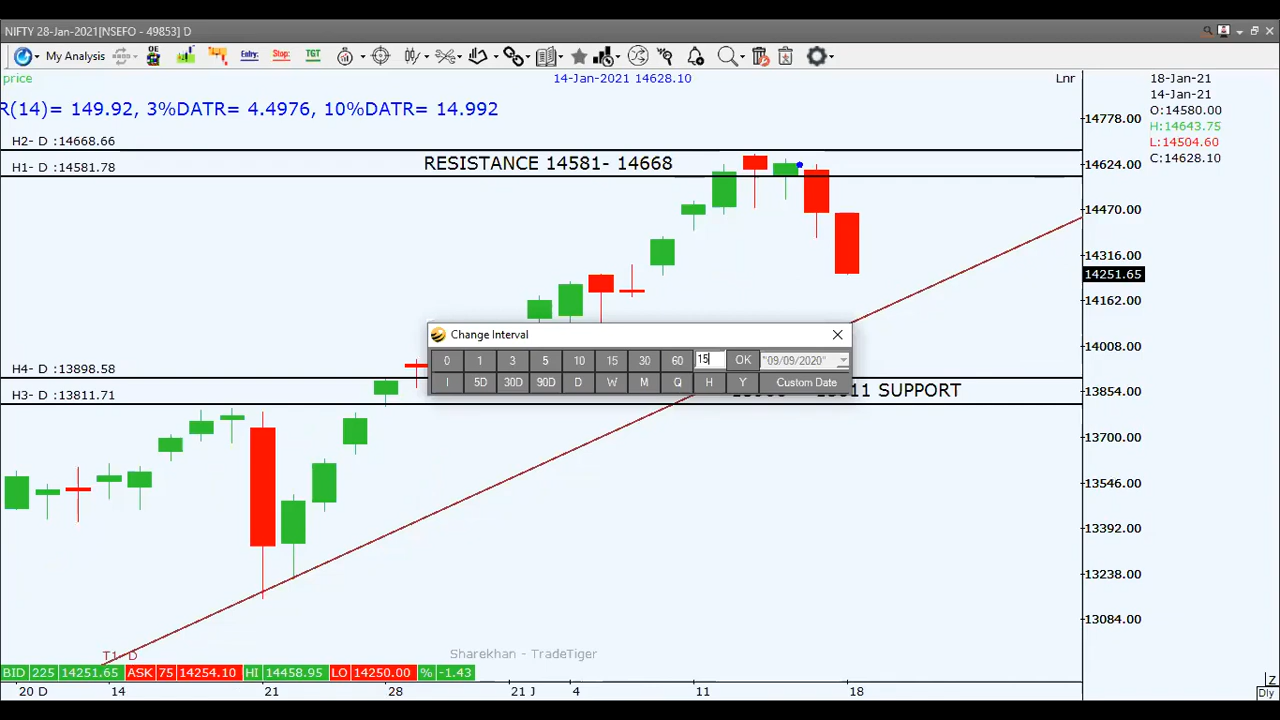 NIFTY 28-Jan-2021[NSEFO - 49853] D
My Analysis
OE
Entry:
Stop:
TGT
price
14-Jan-2021 14628.10
Lnr
18-Jan-21
14-Jan-21
O:14580.00
H:14643.75
L:14504.60
C:14628.10
R(14)= 149.92, 3%DATR= 4.4976, 10%DATR= 14.992
H2- D :14668.66
H1- D :14581.78
RESISTANCE 14581- 14668
14778.00
14624.00
14470.00
14316.00
14251.65
14162.00
14008.00
13854.00
13700.00
13546.00
13392.00
13238.00
13084.00
Change Interval
0 1 3 5 10 15 30 60 15 OK "09/09/2020"
I 5D 30D 90D D W M Q H Y Custom Date
H4- D :13898.58
H3- D :13811.71
11 SUPPORT
T1- D
Sharekhan - TradeTiger
BID 225 14251.65 ASK 75 14254.10 HI 14458.95 LO 14250.00 % -1.43
20 D 14 21 28 21 J 4 11 18
Z
Dly